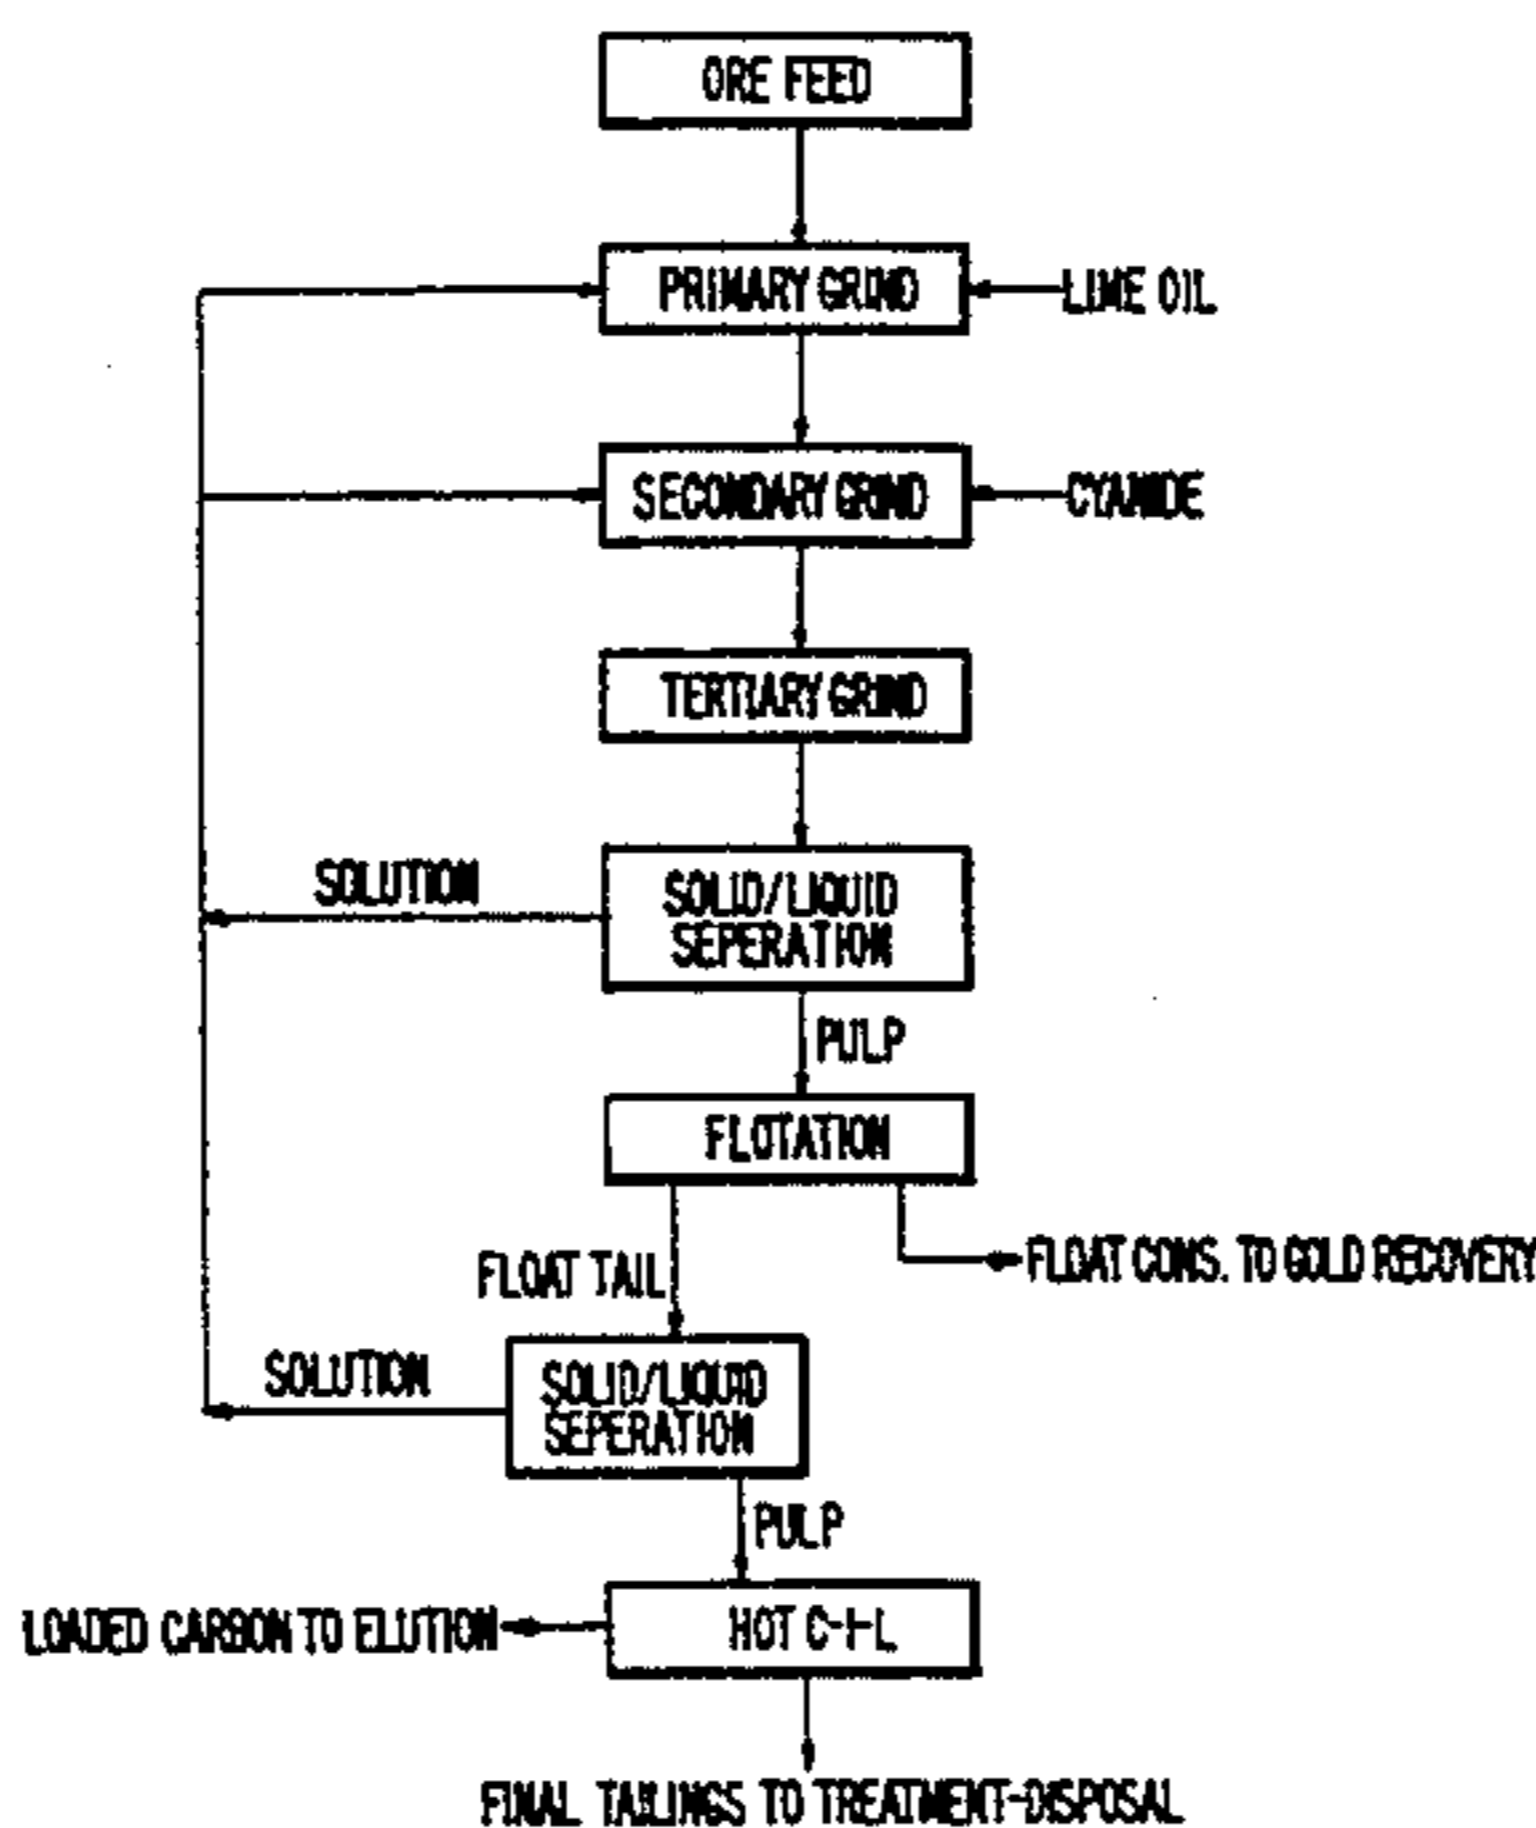 ORE FEED
PRIMARY GRIND
LIME OIL
SECONDARY GRIND
CYANIDE
TERTIARY GRIND
SOLUTION
SOLID/LIQUID
SEPERATION
PULP
FLOTATION
FLOAT TAIL
FLOAT CONS. TO GOLD RECOVERY
SOLUTION
SOLID/LIQUID
SEPERATION
PULP
LOADED CARBON TO ELUTION
HOT C-I-L
FINAL TAILINGS TO TREATMENT-DISPOSAL